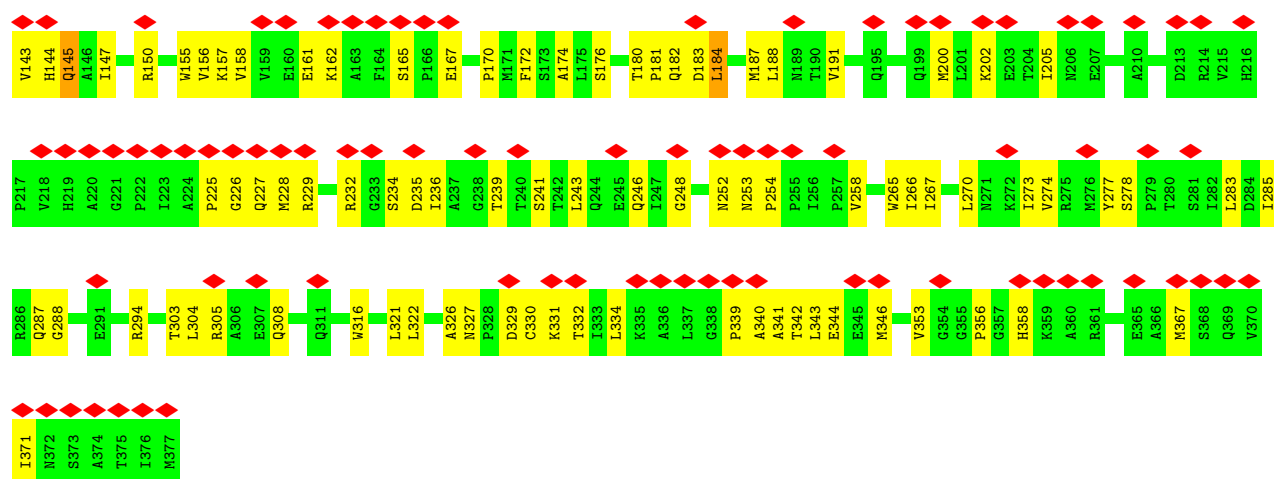 V143 H144 Q145 A146 I147 R150 W155 V156 K157 V158 V159 E160 E161 K162 A163 F164 S165 P166 E167 P170 M171 F172 S173 A174 L175 S176 T180 P181 Q182 D183 L184 M187 L188 N189 T190 V191 Q195 Q199 M200 L201 K202 E203 T204 I205 N206 E207 A210 D213 R214 V215 H216
P217 V218 H219 A220 G221 P222 I223 A224 P225 G226 Q227 M228 R229 R232 G233 S234 D235 I236 A237 G238 T239 T240 S241 T242 L243 Q244 E245 Q246 I247 G248 N252 N253 P254 P255 I256 P257 V258 W265 I266 I267 L270 N271 K272 I273 V274 R275 M276 Y277 S278 P279 T280 S281 I282 L283 D284 I285
R286 Q287 G288 E291 R294 T303 L304 R305 A306 E307 Q308 Q311 W316 L321 L322 A326 N327 P328 D329 C330 K331 T332 I333 L334 K335 A336 L337 G338 P339 A340 A341 T342 L343 E344 E345 M346 V353 G354 G355 P356 G357 H358 K359 A360 R361 E365 A366 M367 S368 Q369 V370
I371 N372 S373 A374 T375 I376 M377